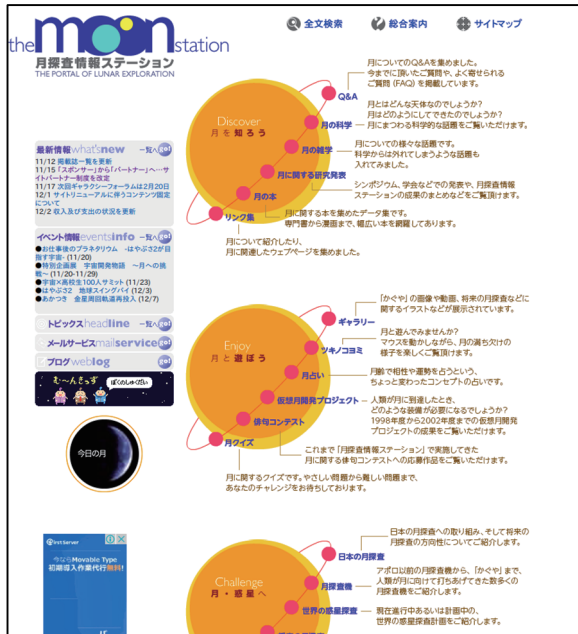 全文検索 総合案内 サイトマップ
the moon station
月探査情報ステーション
THE PORTAL OF LUNAR EXPLORATION
最新情報what'snew 一覧へgo!
11/12 掲載誌一覧を更新
11/15 「スポンサー」から「パートナー」へ…サ
イトパートナー制度を改定
11/17 次回ギャラクシーフォーラムは2月20日
12/1 サイトリニューアルに伴うコンテンツ固定
について
12/2 収入及び支出の状況を更新
イベント情報eventsinfo 一覧へgo!
●お仕事後のプラネタリウム -はやぶさ2が目
指す宇宙- (11/20)
●特別企画展 宇宙開発物語 ～月への挑
戦～ (11/20-11/29)
●宇宙×高校生100人サミット (11/23)
●はやぶさ2 地球スイングバイ (12/3)
●あかつき 金星周回軌道再投入 (12/7)
トピックスheadline 一覧へgo!
メールサービスmailservice go!
ブログweblog go!
む～んきっず ぼくのしゅくだい
今日の月
FirstServer
今ならMovable Type
初期導入作業代行無料!
Discover
月を知ろう
Q&A
月についてのQ&Aを集めました。
今までに頂いたご質問や、よく寄せられる
ご質問 (FAQ) を掲載しています。
月の科学
月とはどんな天体なのでしょうか?
月はどのようにしてできたのでしょうか?
月にまつわる科学的な話題をご覧いただけます。
月の雑学
月についての様々な話題です。
科学からは外れてしまうような話題も
入れてみました。
月に関する研究発表
シンポジウム、学会などでの発表や、月探査情報
ステーションの成果のまとめなどをご覧頂けます。
月の本
月に関する本を集めたデータ集です。
専門書から漫画まで、幅広い本を網羅してあります。
リンク集
月について紹介したり、
月に関連したウェブページを集めました。
Enjoy
月と遊ぼう
ギャラリー
「かぐや」の画像や動画、将来の月探査などに
関するイラストなどが展示されています。
ツキノコヨミ
月と遊んでみませんか?
マウスを動かしながら、月の満ち欠けの
様子を楽しくご覧頂けます。
月占い
月齢で相性や運勢を占うという、
ちょっと変わったコンセプトの占いです。
仮想月開発プロジェクト
人類が月に到達したとき、
どのような装備が必要になるでしょうか?
1998年度から2002年度までの仮想月開発
プロジェクトの成果をご覧いただけます。
俳句コンテスト
これまで「月探査情報ステーション」で実施してきた
月に関する俳句コンテストへの応募作品をご覧いただけます。
月クイズ
月に関するクイズです。やさしい問題から難しい問題まで、
あなたのチャレンジをお待ちしております。
Challenge
月・惑星へ
日本の月探査
日本の月探査への取り組み、そして将来の
月探査の方向性についてご紹介します。
月探査機
アポロ以前の月探査機から、「かぐや」まで、
人類が月に向けて打ちあげてきた数多くの
月探査機をご紹介します。
世界の惑星探査
現在進行中あるいは計画中の、
世界の惑星探査計画をご紹介します。